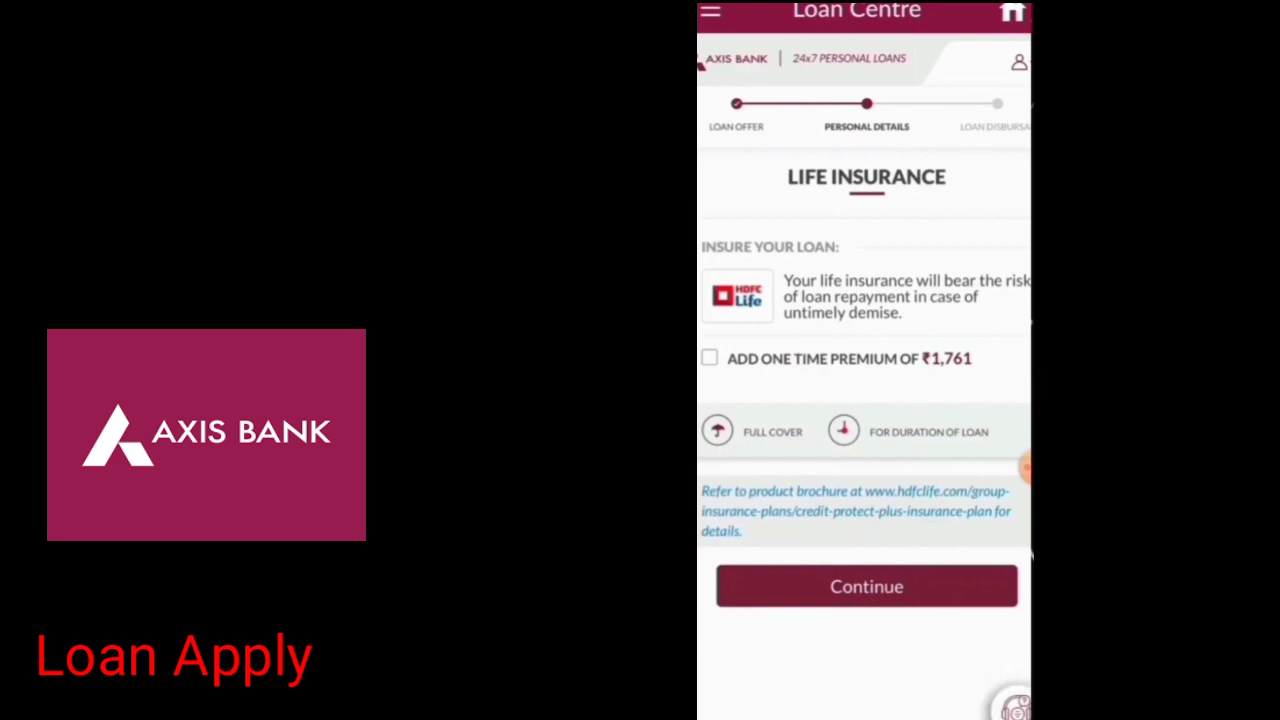 Loan Centre
AXIS BANK | 24x7 PERSONAL LOANS
LOAN OFFER
PERSONAL DETAILS
LOAN DISBURSA
LIFE INSURANCE
INSURE YOUR LOAN:
HDFC
Life
Your life insurance will bear the risk
of loan repayment in case of
untimely demise.
ADD ONE TIME PREMIUM OF ₹1,761
FULL COVER
FOR DURATION OF LOAN
Refer to product brochure at www.hdfclife.com/group-
insurance-plans/credit-protect-plus-insurance-plan for
details.
Continue
AXIS BANK
Loan Apply